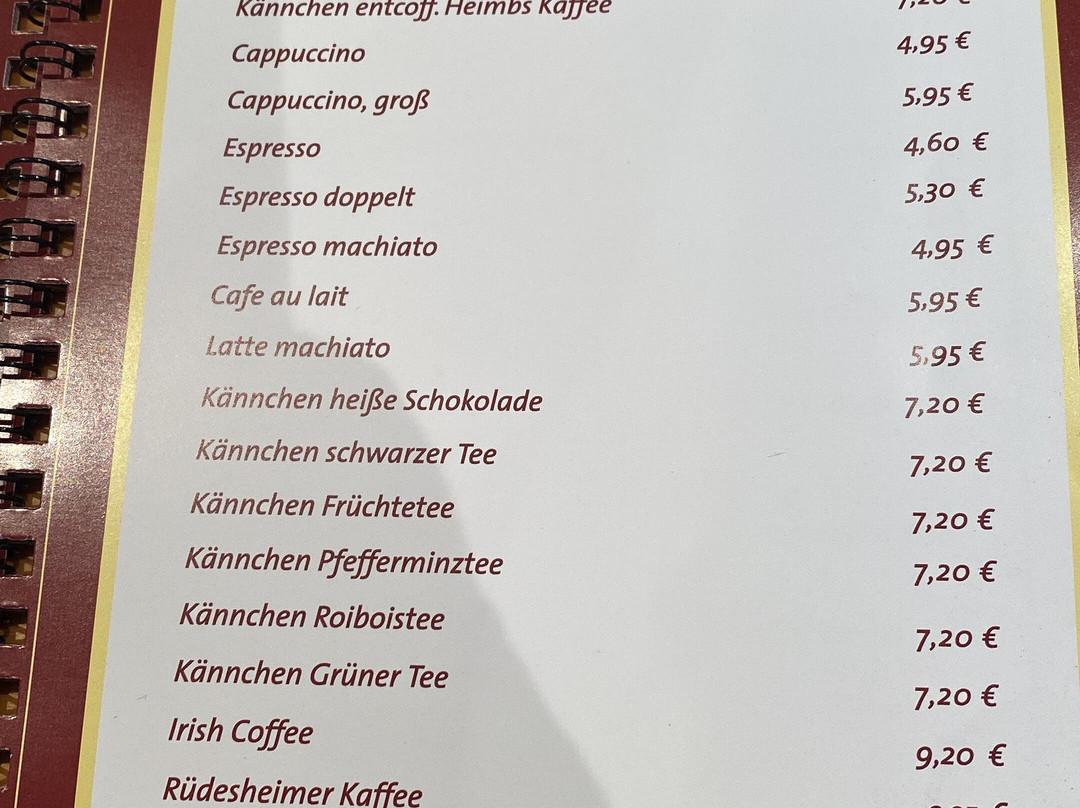 Kännchen entcoff. Heimbs Kaffee 7,20 €
Cappuccino 4,95 €
Cappuccino, groß 5,95 €
Espresso 4,60 €
Espresso doppelt 5,30 €
Espresso machiato 4,95 €
Cafe au lait 5,95 €
Latte machiato 5,95 €
Kännchen heiße Schokolade 7,20 €
Kännchen schwarzer Tee 7,20 €
Kännchen Früchtetee 7,20 €
Kännchen Pfefferminztee 7,20 €
Kännchen Roiboistee 7,20 €
Kännchen Grüner Tee 7,20 €
Irish Coffee 9,20 €
Rüdesheimer Kaffee